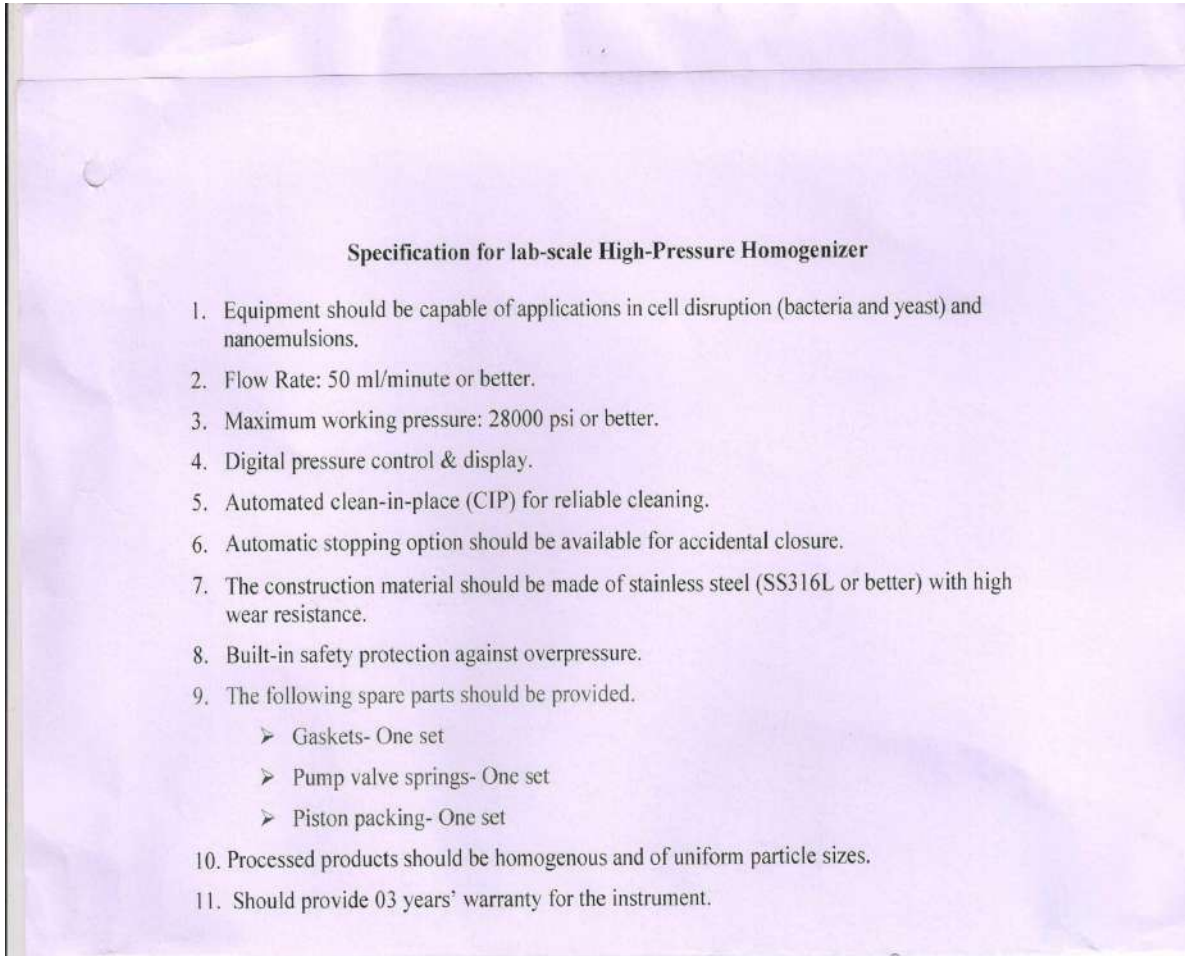 Specification for lab-scale High-Pressure Homogenizer
1. Equipment should be capable of applications in cell disruption (bacteria and yeast) and
nanoemulsions.
2. Flow Rate: 50 ml/minute or better.
3. Maximum working pressure: 28000 psi or better.
4. Digital pressure control & display.
5. Automated clean-in-place (CIP) for reliable cleaning.
6. Automatic stopping option should be available for accidental closure.
7. The construction material should be made of stainless steel (SS316L or better) with high
wear resistance.
8. Built-in safety protection against overpressure.
9. The following spare parts should be provided.
➢ Gaskets- One set
➢ Pump valve springs- One set
➢ Piston packing- One set
10. Processed products should be homogenous and of uniform particle sizes.
11. Should provide 03 years’ warranty for the instrument.